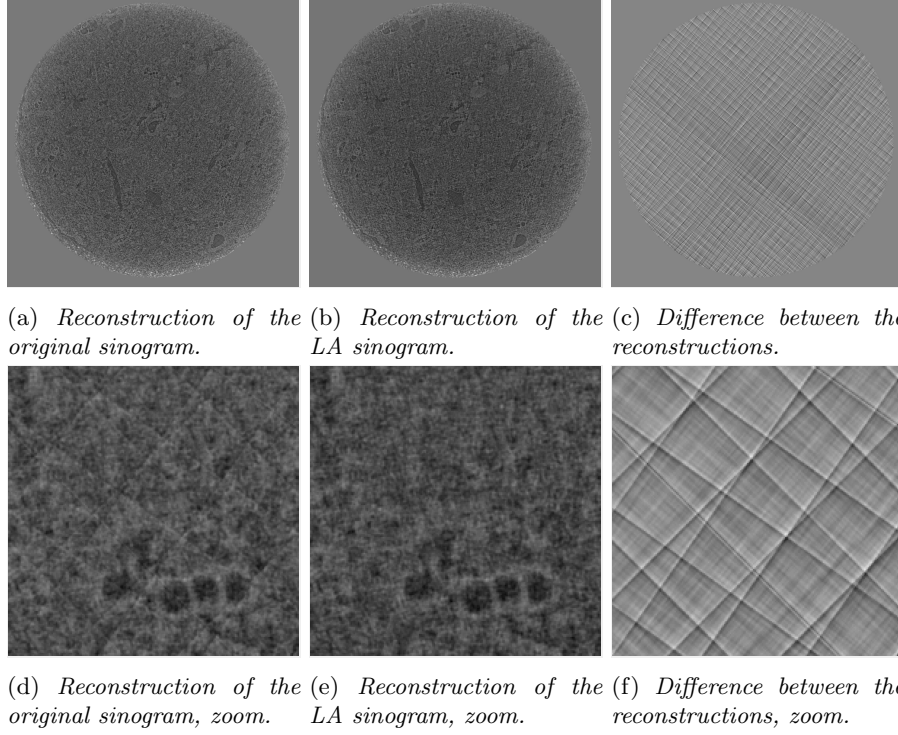 (a) Reconstruction of the (b) Reconstruction of the (c) Difference between the
original sinogram. LA sinogram. reconstructions.
(d) Reconstruction of the (e) Reconstruction of the (f) Difference between the
original sinogram, zoom. LA sinogram, zoom. reconstructions, zoom.